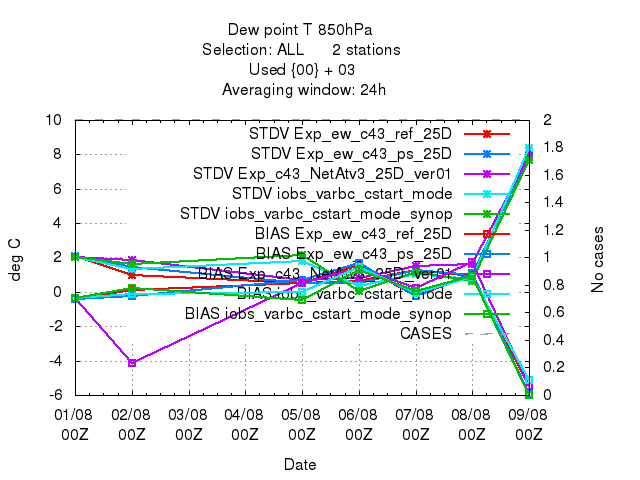 Dew point T 850hPa
Selection: ALL 2 stations
Used {00} + 03
Averaging window: 24h
10
8
6
4
2
0
-2
-4
-6
deg C
2
1.8
1.6
1.4
1.2
1
0.8
0.6
0.4
0.2
0
No cases
STDV Exp_ew_c43_ref_25D
STDV Exp_ew_c43_ps_25D
STDV Exp_c43_NetAtv3_25D_ver01
STDV iobs_varbc_cstart_mode
STDV iobs_varbc_cstart_mode_synop
BIAS Exp_ew_c43_ref_25D
BIAS Exp_ew_c43_ps_25D
BIAS Exp_c43_NetAtv3_25D_ver01
BIAS iobs_varbc_cstart_mode
BIAS iobs_varbc_cstart_mode_synop
CASES
01/08 02/08 03/08 04/08 05/08 06/08 07/08 08/08 09/08
00Z 00Z 00Z 00Z 00Z 00Z 00Z 00Z 00Z
Date